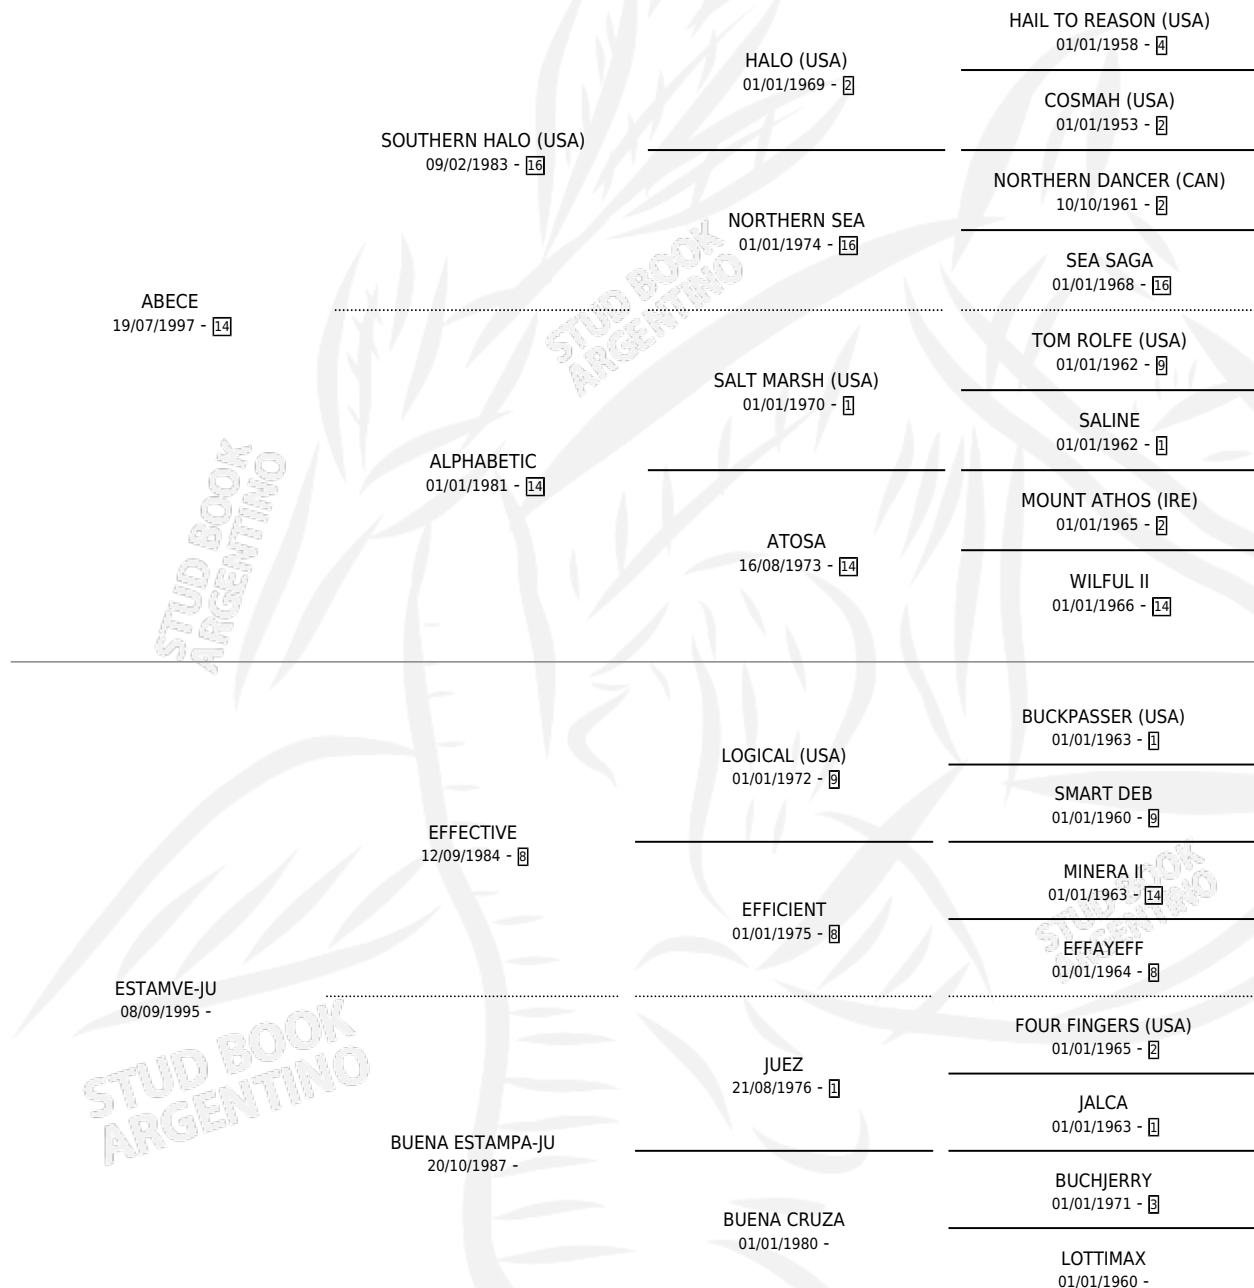 HAIL TO REASON (USA)
01/01/1958 - 4
HALO (USA)
01/01/1969 - 2
COSMAH (USA)
01/01/1953 - 2
SOUTHERN HALO (USA)
09/02/1983 - 16
NORTHERN DANCER (CAN)
10/10/1961 - 2
NORTHERN SEA
01/01/1974 - 16
SEA SAGA
01/01/1968 - 16
ABECE
19/07/1997 - 14
STUD BOOK
ARGENTINO
TOM ROLFE (USA)
01/01/1962 - 9
SALT MARSH (USA)
01/01/1970 - 1
SALINE
01/01/1962 - 1
ALPHABETIC
01/01/1981 - 14
MOUNT ATHOS (IRE)
01/01/1965 - 2
ATOSA
16/08/1973 - 14
WILFUL II
01/01/1966 - 14
STUD BOOK
ARGENTINO
BUCKPASSER (USA)
01/01/1963 - 1
LOGICAL (USA)
01/01/1972 - 9
SMART DEB
01/01/1960 - 9
EFFECTIVE
12/09/1984 - 8
MINERA II
01/01/1963 - 14
EFFICIENT
01/01/1975 - 8
STUD BOOK
ARGENTINO
EFFAYEFF
01/01/1964 - 8
ESTAMVE-JU
08/09/1995 -
FOUR FINGERS (USA)
01/01/1965 - 2
JUEZ
21/08/1976 - 1
STUD BOOK
ARGENTINO
JALCA
01/01/1963 - 1
BUENA ESTAMPA-JU
20/10/1987 -
BUCHJERRY
01/01/1971 - 3
BUENA CRUZA
01/01/1980 -
LOTTIMAX
01/01/1960 -